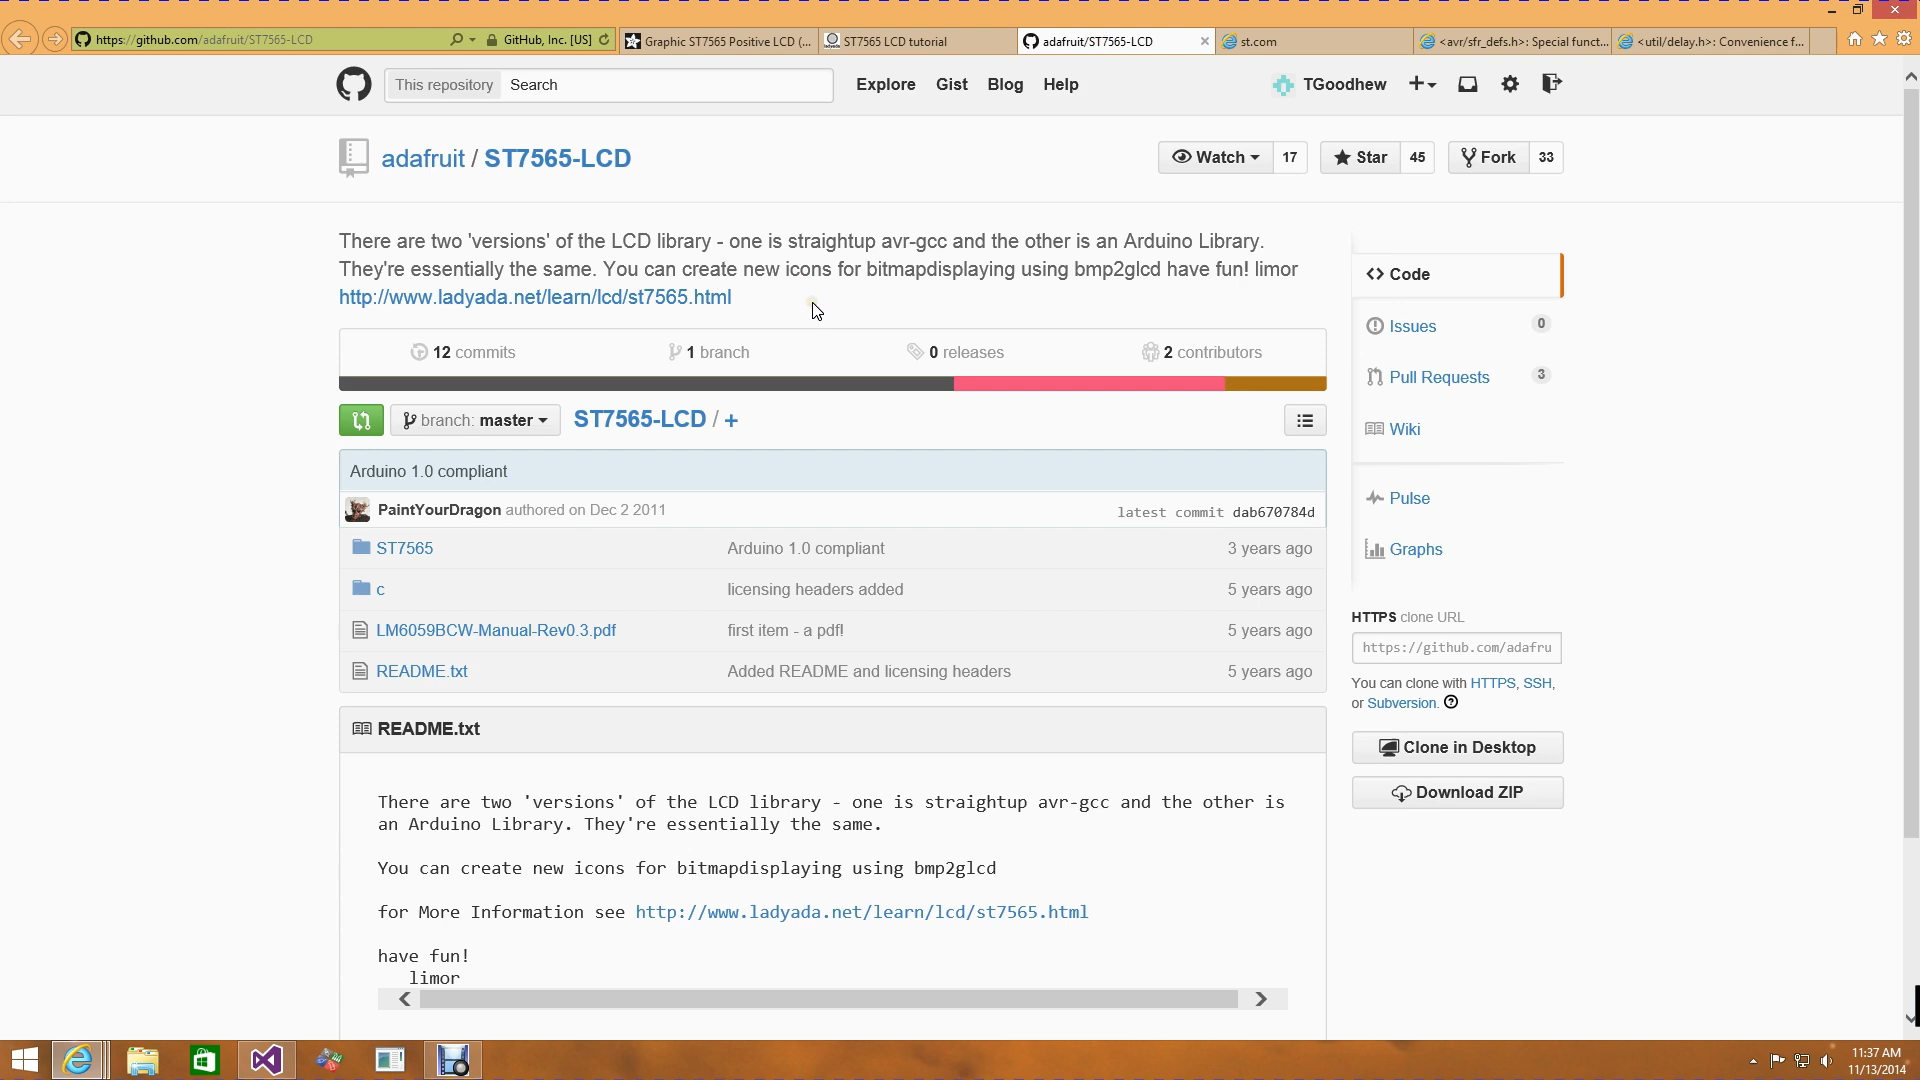 https://github.com/adafruit/ST7565-LCD
GitHub, Inc. [US]
Graphic ST7565 Positive LCD (...
ST7565 LCD tutorial
adafruit/ST7565-LCD
st.com
<avr/sfr_defs.h>: Special funct...
<util/delay.h>: Convenience f...
This repository
Search
Explore
Gist
Blog
Help
TGoodhew
adafruit / ST7565-LCD
Watch
17
Star
45
Fork
33
There are two 'versions' of the LCD library - one is straightup avr-gcc and the other is an Arduino Library.
They're essentially the same. You can create new icons for bitmapdisplaying using bmp2glcd have fun! limor
http://www.ladyada.net/learn/lcd/st7565.html
12 commits
1 branch
0 releases
2 contributors
branch: master
ST7565-LCD / +
Arduino 1.0 compliant
PaintYourDragon authored on Dec 2 2011
latest commit dab670784d
ST7565
Arduino 1.0 compliant
3 years ago
c
licensing headers added
5 years ago
LM6059BCW-Manual-Rev0.3.pdf
first item - a pdf!
5 years ago
README.txt
Added README and licensing headers
5 years ago
README.txt
There are two 'versions' of the LCD library - one is straightup avr-gcc and the other is
an Arduino Library. They're essentially the same.
You can create new icons for bitmapdisplaying using bmp2glcd
for More Information see http://www.ladyada.net/learn/lcd/st7565.html
have fun!
limor
Code
Issues
0
Pull Requests
3
Wiki
Pulse
Graphs
HTTPS clone URL
https://github.com/adafru
You can clone with HTTPS, SSH,
or Subversion.
Clone in Desktop
Download ZIP
11:37 AM
11/13/2014